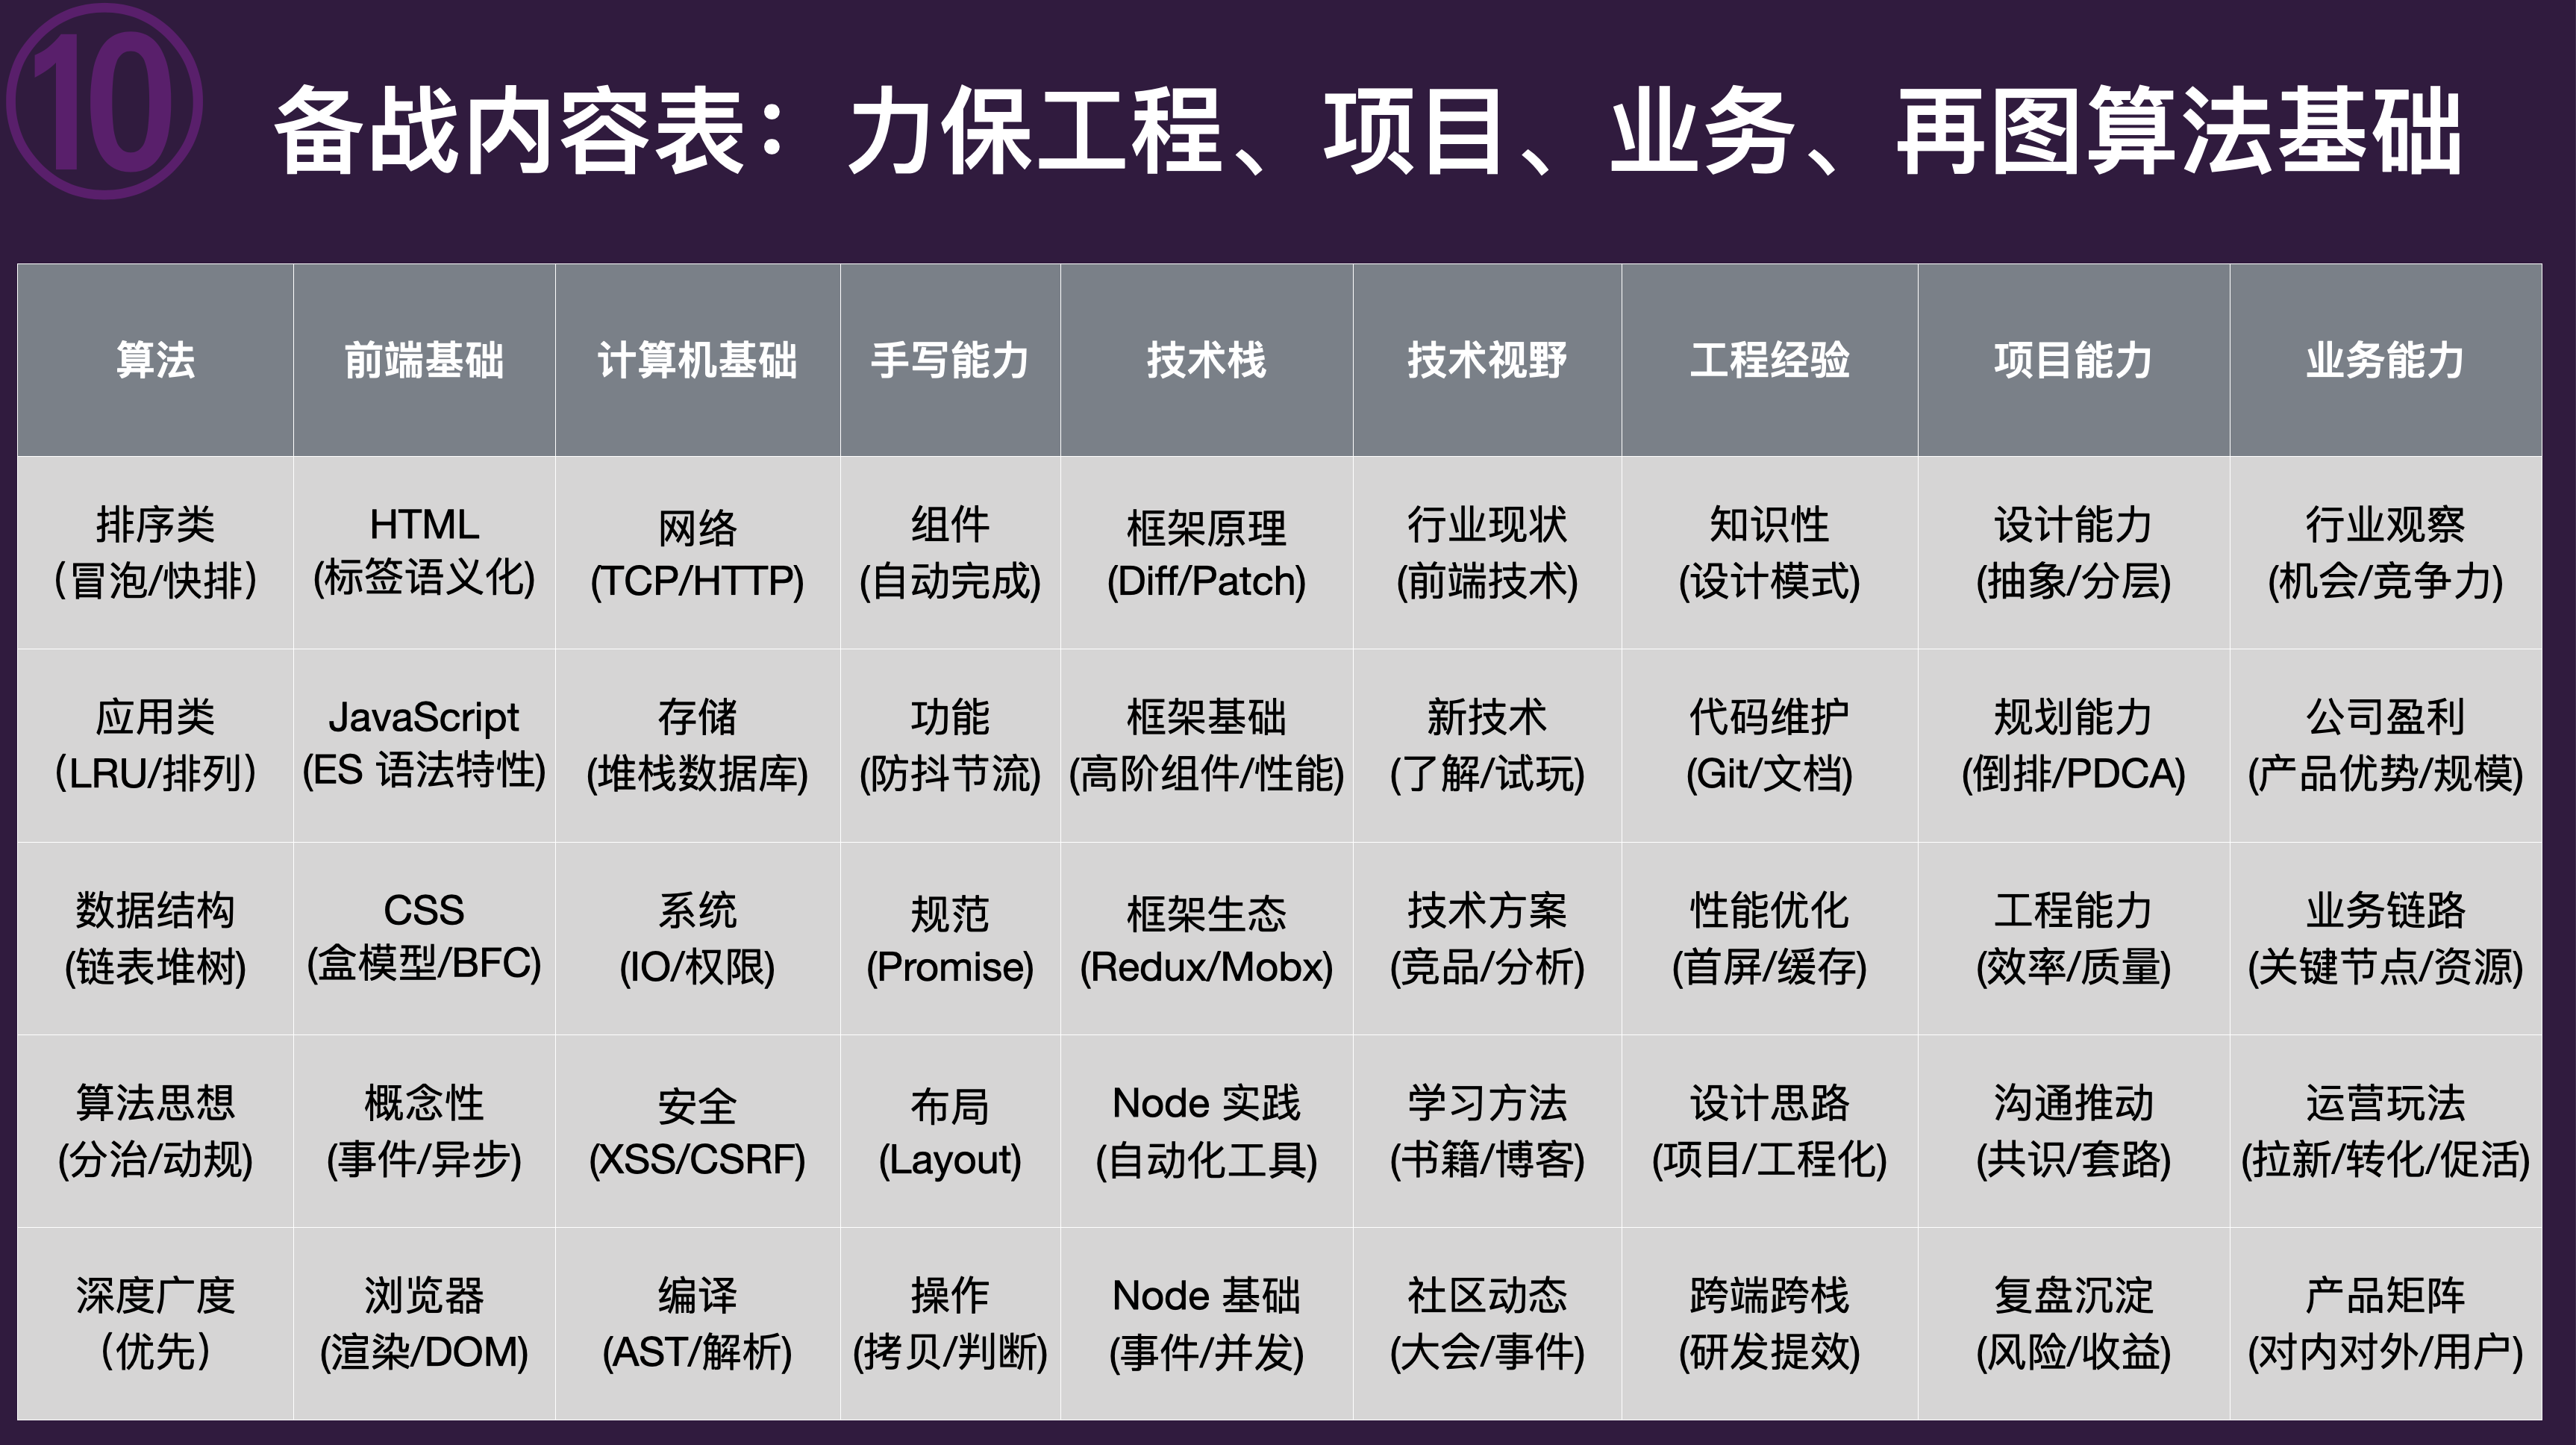 ⑩
备战内容表：力保工程、项目、业务、再图算法基础
算法 前端基础 计算机基础 手写能力 技术栈 技术视野 工程经验 项目能力 业务能力
排序类 HTML 网络 组件 框架原理 行业现状 知识性 设计能力 行业观察
（冒泡/快排） (标签语义化) (TCP/HTTP) (自动完成) (Diff/Patch) (前端技术) (设计模式) (抽象/分层) (机会/竞争力)
应用类 JavaScript 存储 功能 框架基础 新技术 代码维护 规划能力 公司盈利
（LRU/排列） (ES 语法特性) (堆栈数据库) (防抖节流) (高阶组件/性能) (了解/试玩) (Git/文档) (倒排/PDCA) (产品优势/规模)
数据结构 CSS 系统 规范 框架生态 技术方案 性能优化 工程能力 业务链路
(链表堆树) (盒模型/BFC) (IO/权限) (Promise) (Redux/Mobx) (竞品/分析) (首屏/缓存) (效率/质量) (关键节点/资源)
算法思想 概念性 安全 布局 Node 实践 学习方法 设计思路 沟通推动 运营玩法
(分治/动规) (事件/异步) (XSS/CSRF) (Layout) (自动化工具) (书籍/博客) (项目/工程化) (共识/套路) (拉新/转化/促活)
深度广度 浏览器 编译 操作 Node 基础 社区动态 跨端跨栈 复盘沉淀 产品矩阵
（优先） (渲染/DOM) (AST/解析) (拷贝/判断) (事件/并发) (大会/事件) (研发提效) (风险/收益) (对内对外/用户)